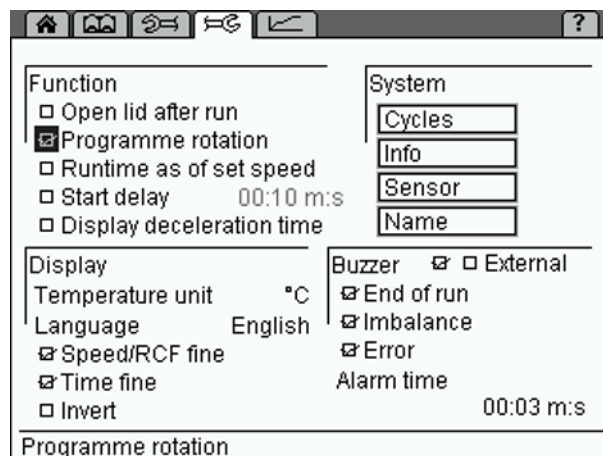 ?
Function
Open lid after run
Programme rotation
Runtime as of set speed
Start delay 00:10 m:s
Display deceleration time
System
Cycles
Info
Sensor
Name
Display
Temperature unit °C
Language English
Speed/RCF fine
Time fine
Invert
Buzzer External
End of run
Imbalance
Error
Alarm time
00:03 m:s
Programme rotation